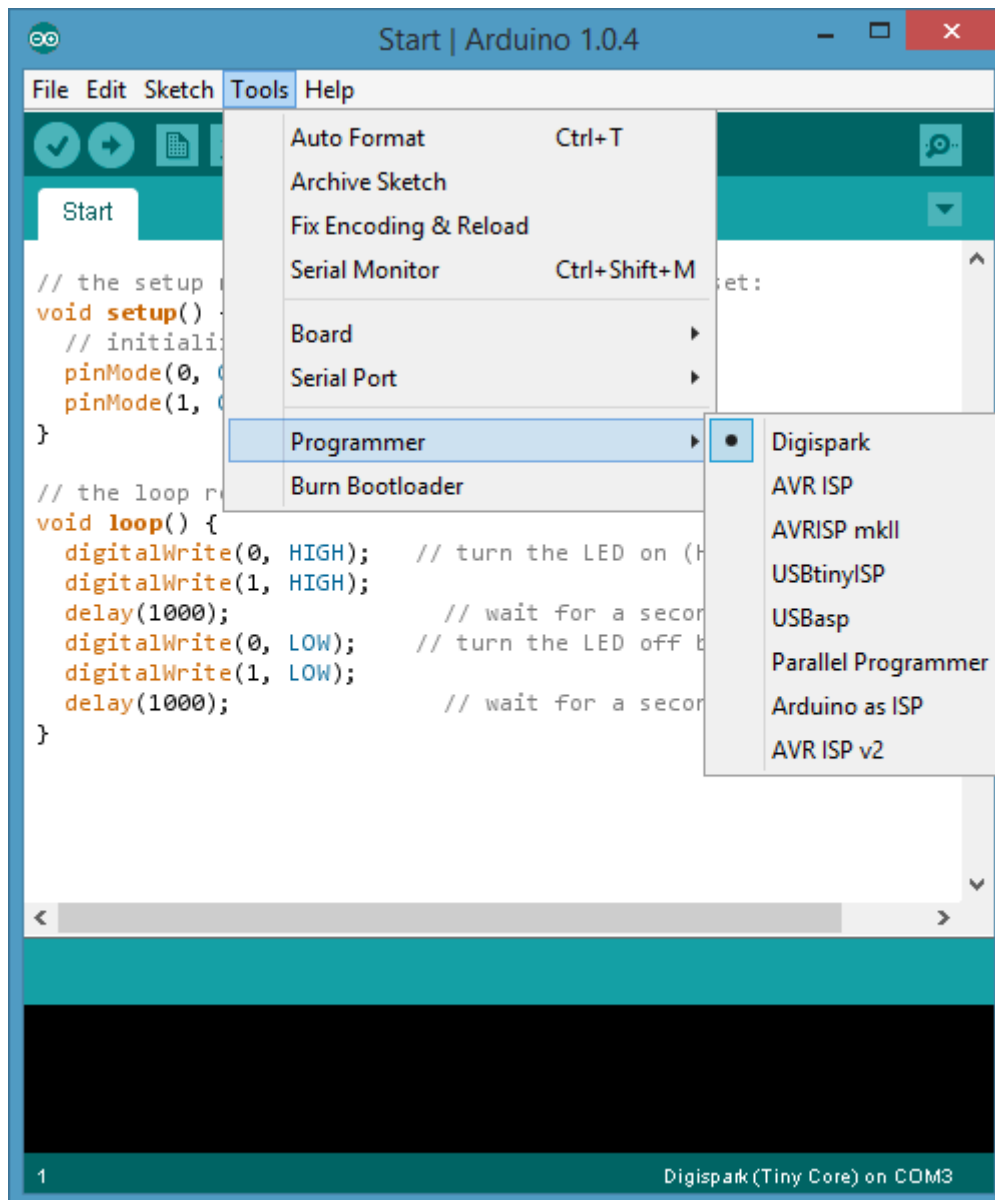 Start | Arduino 1.0.4
File Edit Sketch Tools Help
Auto Format Ctrl+T
Archive Sketch
Fix Encoding & Reload
Serial Monitor Ctrl+Shift+M
Board
Serial Port
Programmer
Burn Bootloader
Digispark
AVR ISP
AVRISP mkII
USBtinyISP
USBasp
Parallel Programmer
Arduino as ISP
AVR ISP v2
Start
// the setup set:
void setup()
//
pinMode(0,
pinMode(1,
}
// the loop
void loop() {
digitalWrite(0, HIGH); // turn the LED on
digitalWrite(1, HIGH);
delay(1000); // wait for a
digitalWrite(0, LOW); // turn the LED off
digitalWrite(1, LOW);
delay(1000); // wait for a
}
1 Digispark (Tiny Core) on COM3